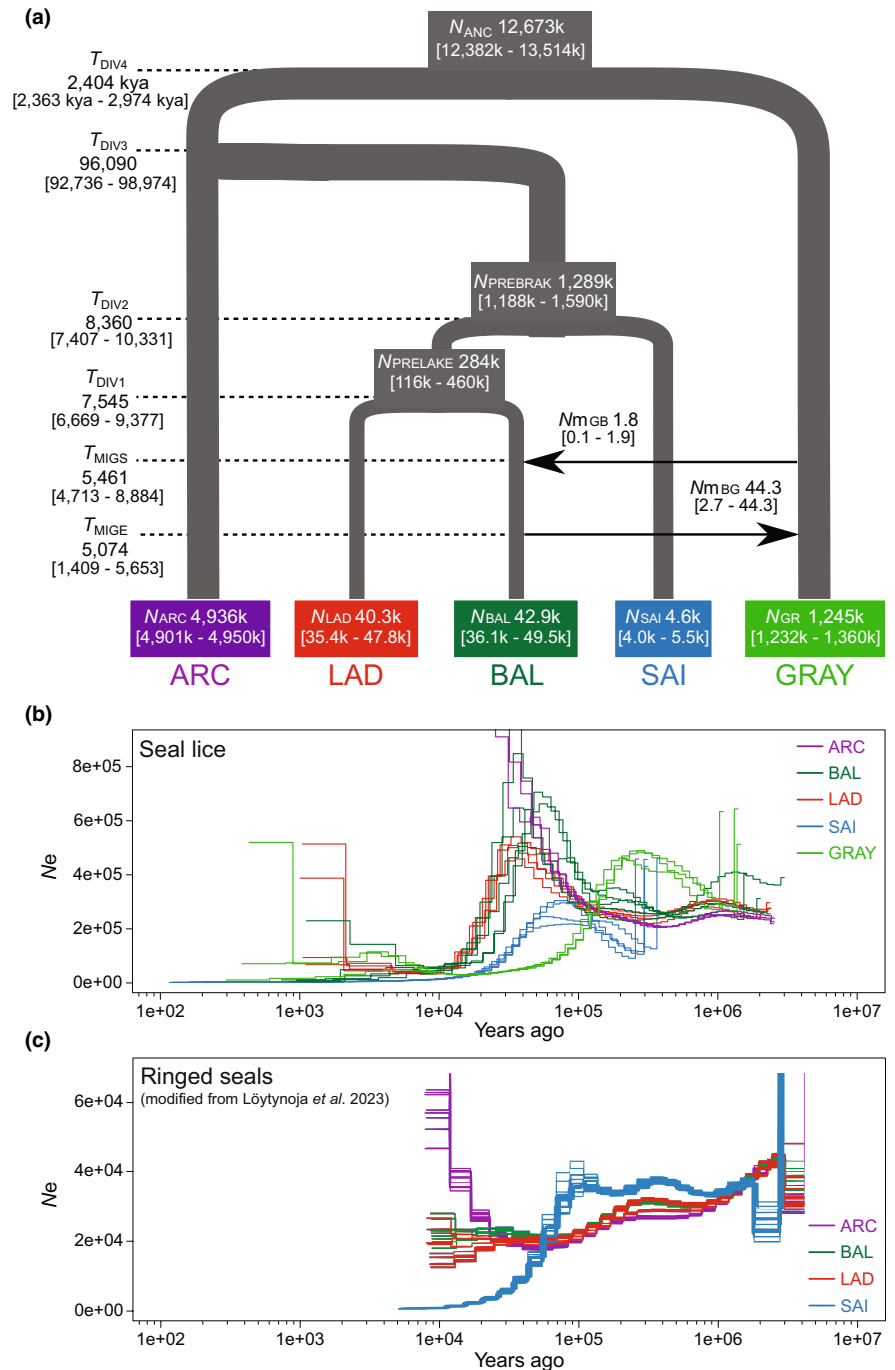 (a)
NANC 12,673k
[12,382k - 13,514k]
TDIV4
2,404 kya
[2,363 kya - 2,974 kya]
TDIV3
96,090
[92,736 - 98,974]
NPREBRAK 1,289k
[1,188k - 1,590k]
TDIV2
8,360
[7,407 - 10,331]
NPRELAKE 284k
[116k - 460k]
TDIV1
7,545
[6,669 - 9,377]
NmGB 1.8
[0.1 - 1.9]
TMIGS
5,461
[4,713 - 8,884]
NmBG 44.3
[2.7 - 44.3]
TMIGE
5,074
[1,409 - 5,653]
NARC 4,936k
[4,901k - 4,950k]
NLAD 40.3k
[35.4k - 47.8k]
NBAL 42.9k
[36.1k - 49.5k]
NSAI 4.6k
[4.0k - 5.5k]
NGR 1,245k
[1,232k - 1,360k]
ARC LAD BAL SAI GRAY
(b)
Seal lice
ARC
BAL
LAD
SAI
GRAY
8e+05
6e+05
4e+05
2e+05
0e+00
Ne
1e+02 1e+03 1e+04 1e+05 1e+06 1e+07
Years ago
(c)
Ringed seals
(modified from Löytynoja et al. 2023)
6e+04
4e+04
2e+04
0e+00
Ne
ARC
BAL
LAD
SAI
1e+02 1e+03 1e+04 1e+05 1e+06 1e+07
Years ago